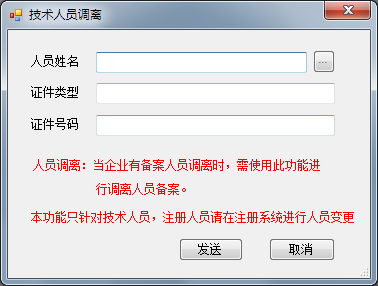 技术人员调离
人员姓名
...
证件类型
证件号码
人员调离：当企业有备案人员调离时，需使用此功能进
行调离人员备案。
本功能只针对技术人员，注册人员请在注册系统进行人员变更
发送
取消